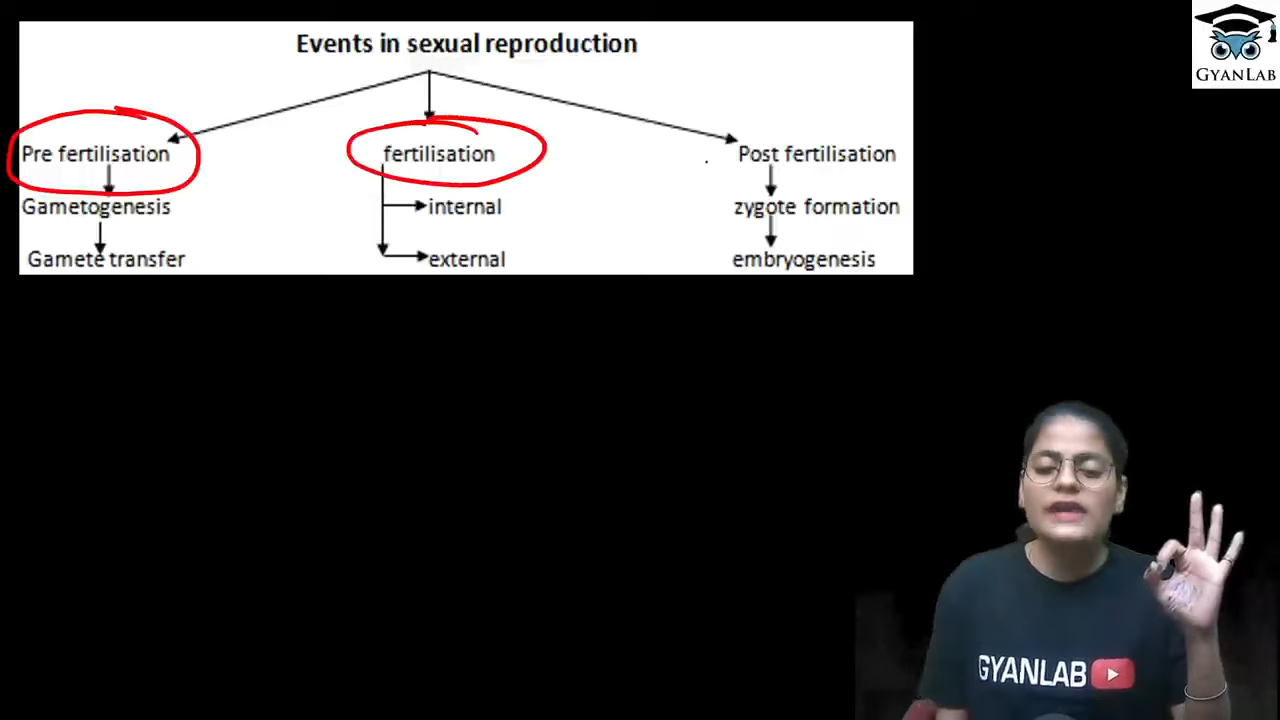 Events in sexual reproduction
GYANLAB
Pre fertilisation
fertilisation
Post fertilisation
Gametogenesis
internal
zygote formation
Gamete transfer
external
embryogenesis
GYANLAB